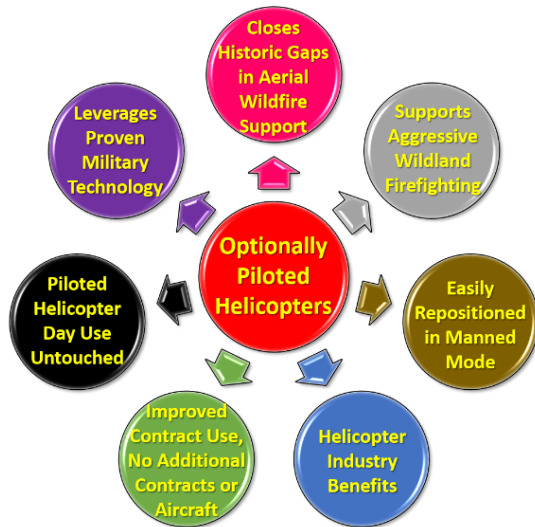 Closes
Historic Gaps
in Aerial
Wildfire
Support
Leverages
Proven
Military
Technology
Supports
Aggressive
Wildland
Firefighting
Optionally
Piloted
Helicopters
Piloted
Helicopter
Day Use
Untouched
Easily
Repositioned
in Manned
Mode
Improved
Contract Use,
No Additional
Contracts or
Aircraft
Helicopter
Industry
Benefits